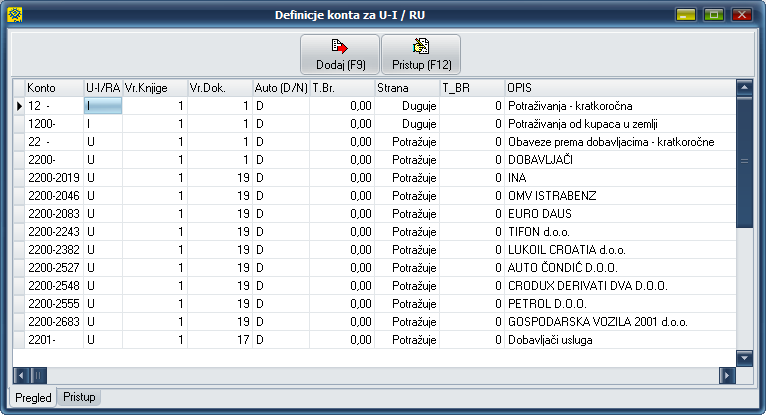 Definicje konta za U-I / RU
Dodaj (F9) Pristup (F12)
Konto U-I/RA Vr.Knjige Vr.Dok. Auto (D/N) T.Br. Strana T_BR OPIS
12 - I 1 1 D 0,00 Duguje 0 Potraživanja - kratkoročna
1200- I 1 1 D 0,00 Duguje 0 Potraživanja od kupaca u zemlji
22 - U 1 1 D 0,00 Potražuje 0 Obaveze prema dobavljacima - kratkoročne
2200- U 1 1 D 0,00 Potražuje 0 DOBAVLJAČI
2200-2019 U 1 19 D 0,00 Potražuje 0 INA
2200-2046 U 1 19 D 0,00 Potražuje 0 OMV ISTRABENZ
2200-2083 U 1 19 D 0,00 Potražuje 0 EURO DAUS
2200-2243 U 1 19 D 0,00 Potražuje 0 TIFON d.o.o.
2200-2382 U 1 19 D 0,00 Potražuje 0 LUKOIL CROATIA d.o.o.
2200-2527 U 1 19 D 0,00 Potražuje 0 AUTO ČONDIĆ D.O.O.
2200-2548 U 1 19 D 0,00 Potražuje 0 CRODUX DERIVATI DVA D.O.O.
2200-2555 U 1 19 D 0,00 Potražuje 0 PETROL D.O.O.
2200-2683 U 1 19 D 0,00 Potražuje 0 GOSPODARSKA VOZILA 2001 d.o.o.
2201- U 1 17 D 0,00 Potražuje 0 Dobavljači usluga
Pregled Pristup